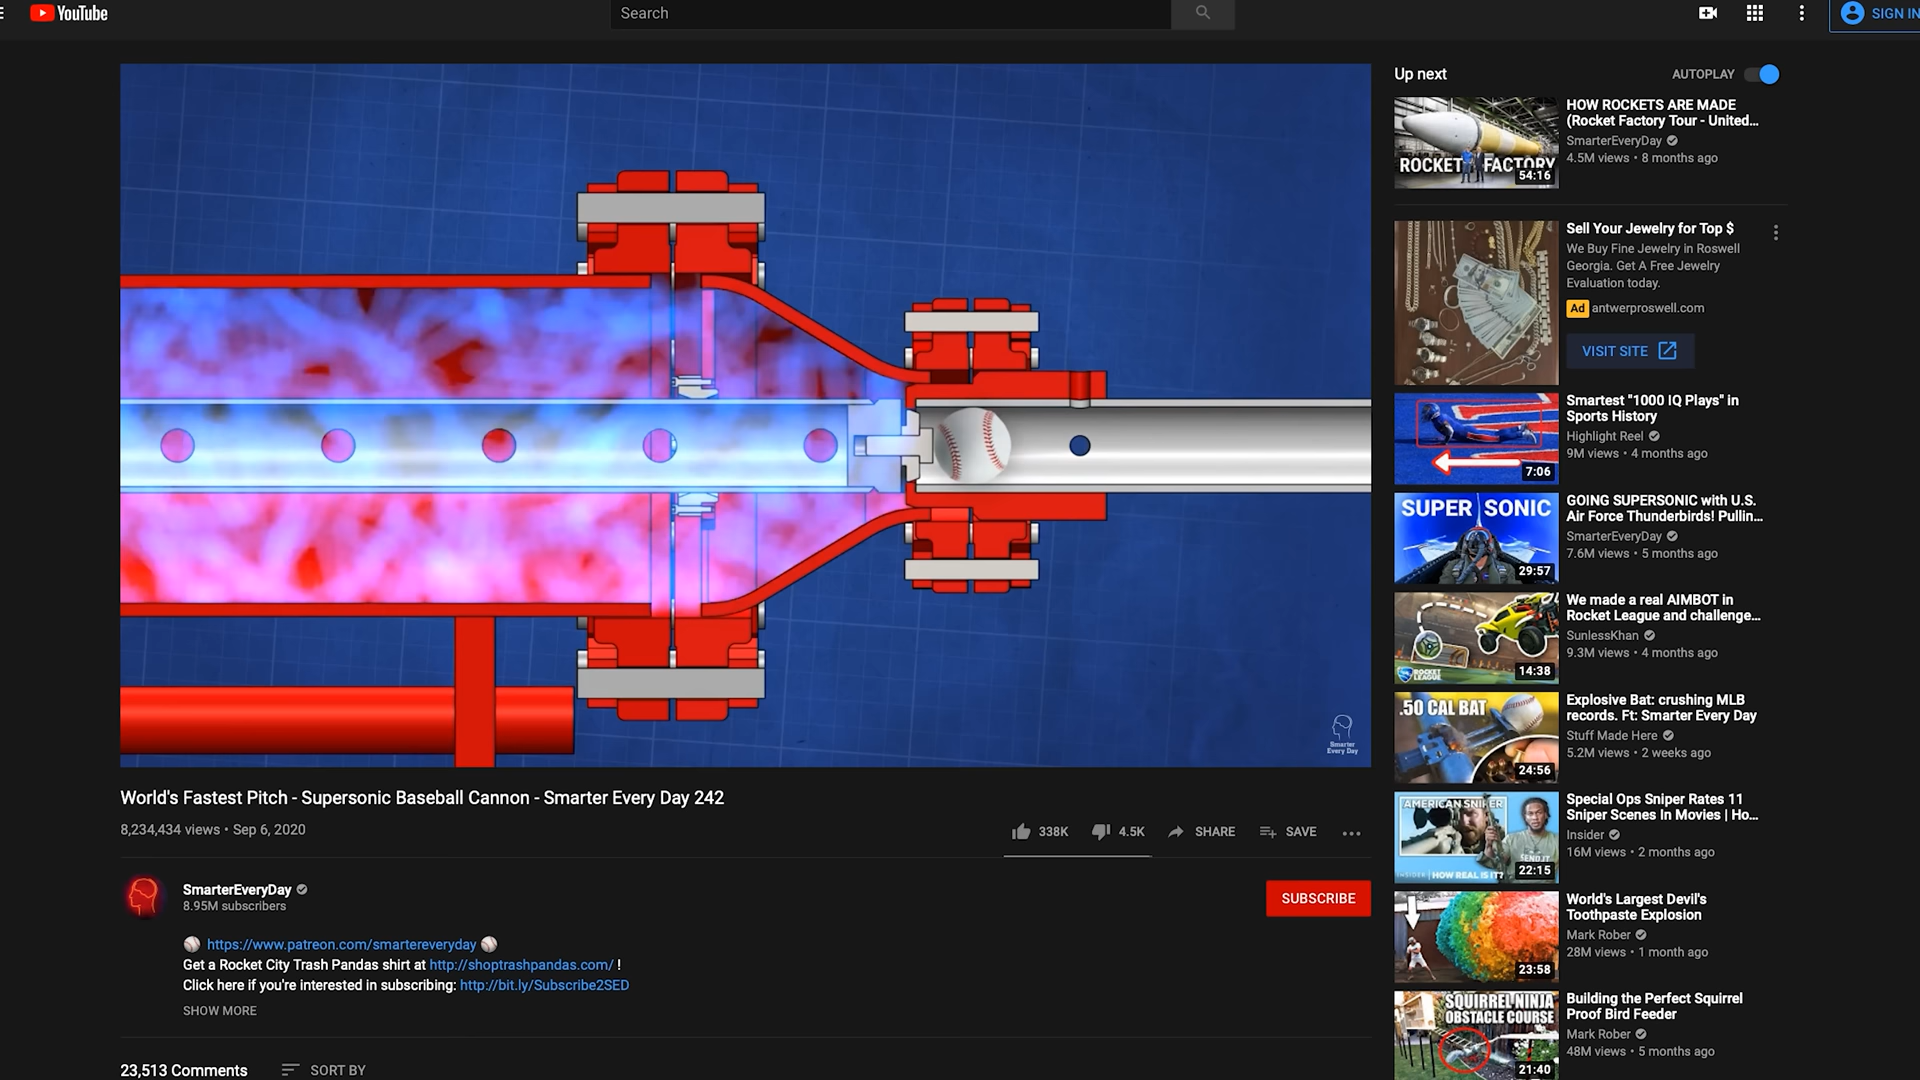 YouTube
Search
SIGN IN
Smarter
Every Day
World's Fastest Pitch - Supersonic Baseball Cannon - Smarter Every Day 242
8,234,434 views • Sep 6, 2020
338K
4.5K
SHARE
SAVE
SmarterEveryDay
8.95M subscribers
SUBSCRIBE
https://www.patreon.com/smartereveryday
Get a Rocket City Trash Pandas shirt at http://shoptrashpandas.com/ !
Click here if you're interested in subscribing: http://bit.ly/Subscribe2SED
SHOW MORE
23,513 Comments
SORT BY
Up next
AUTOPLAY
ROCKET FACTORY
54:16
HOW ROCKETS ARE MADE
(Rocket Factory Tour - United...
SmarterEveryDay
4.5M views • 8 months ago
Sell Your Jewelry for Top $
We Buy Fine Jewelry in Roswell
Georgia. Get A Free Jewelry
Evaluation today.
Ad antwerproswell.com
VISIT SITE
7:06
Smartest "1000 IQ Plays" in
Sports History
Highlight Reel
9M views • 4 months ago
SUPER SONIC
29:57
GOING SUPERSONIC with U.S.
Air Force Thunderbirds! Pullin...
SmarterEveryDay
7.6M views • 5 months ago
ROCKET
LEAGUE
14:38
We made a real AIMBOT in
Rocket League and challenge...
SunlessKhan
9.3M views • 4 months ago
.50 CAL BAT
24:56
Explosive Bat: crushing MLB
records. Ft: Smarter Every Day
Stuff Made Here
5.2M views • 2 weeks ago
AMERICAN SNIPER
SEND IT
INSIDER | HOW REAL IS IT?
22:15
Special Ops Sniper Rates 11
Sniper Scenes In Movies | Ho...
Insider
16M views • 2 months ago
23:58
World's Largest Devil's
Toothpaste Explosion
Mark Rober
28M views • 1 month ago
SQUIRREL NINJA
OBSTACLE COURSE
21:40
Building the Perfect Squirrel
Proof Bird Feeder
Mark Rober
48M views • 5 months ago